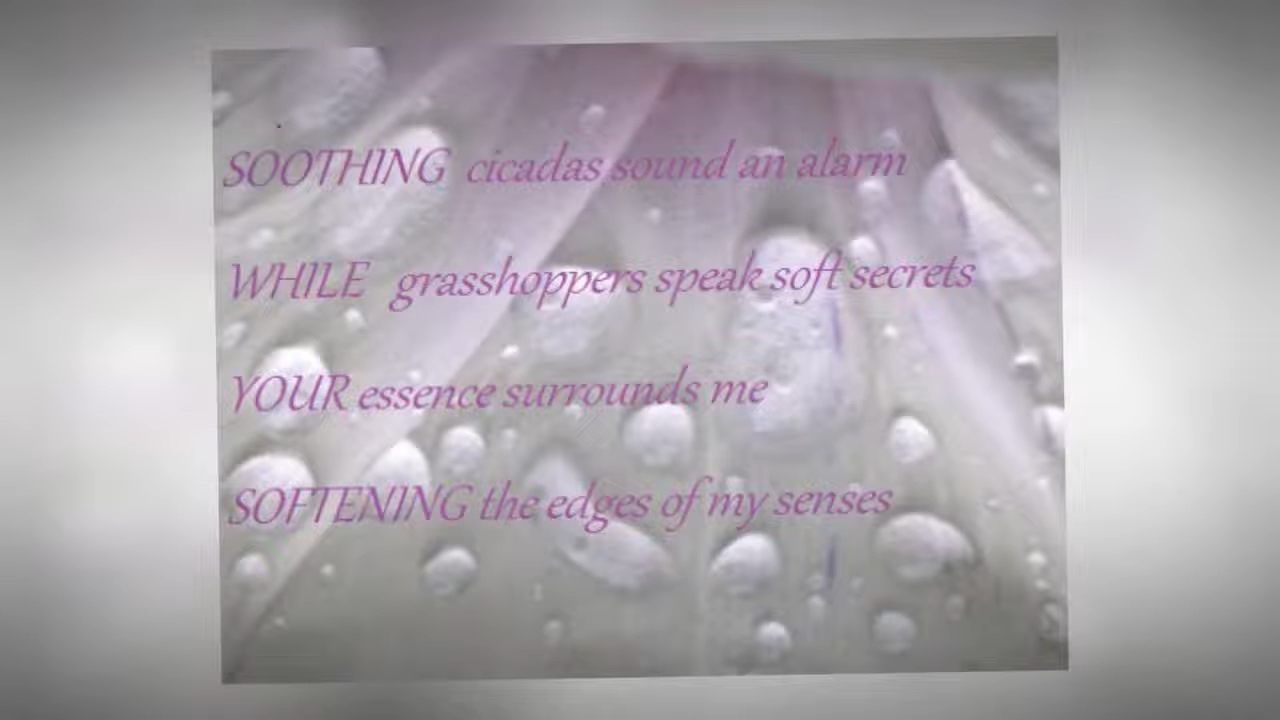 SOOTHING cicadas sound an alarm
WHILE grasshoppers speak soft secrets
YOUR essence surrounds me
SOFTENING the edges of my senses